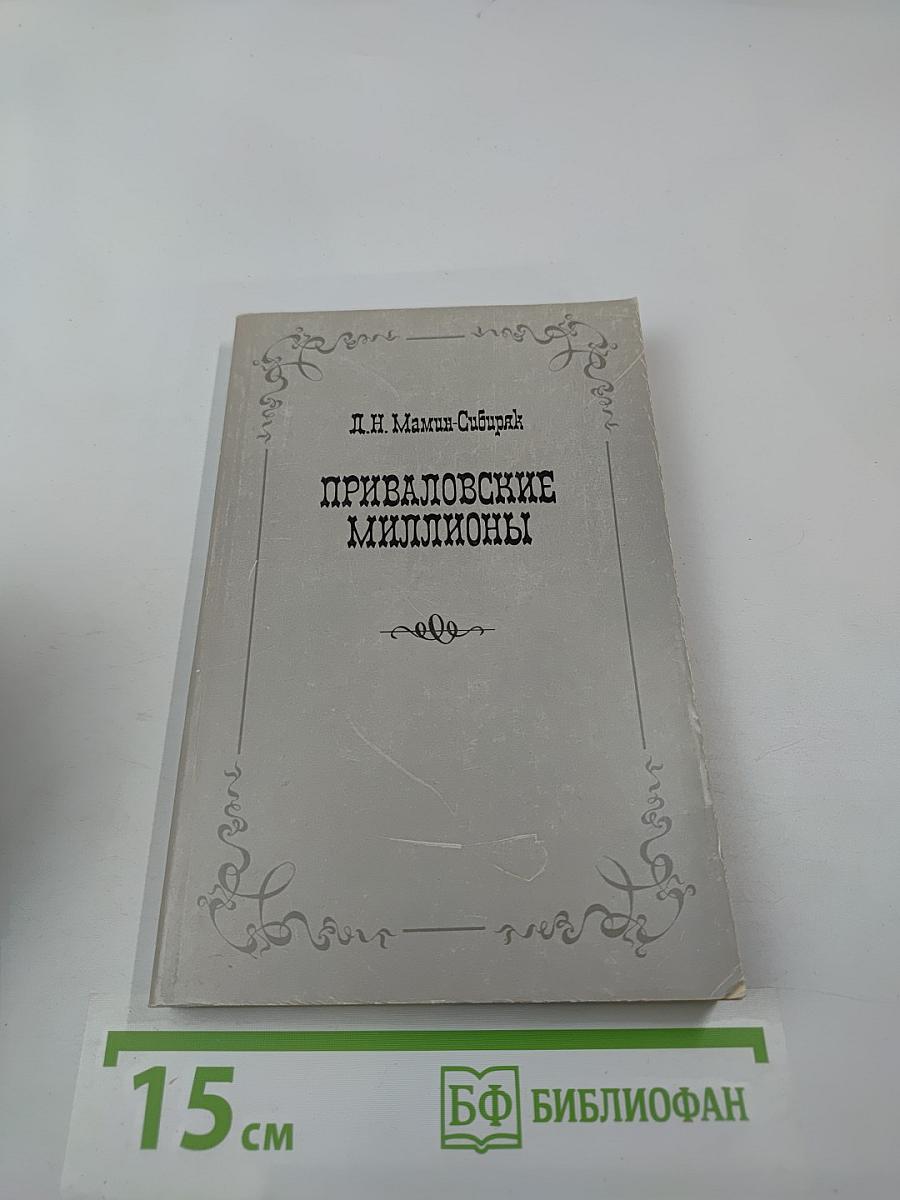 Д.Н. Мамин-Сибиряк
ПРИВАЛОВСКИЕ
МИЛЛИОНЫ
15 см
БФ БИБЛИОФАН